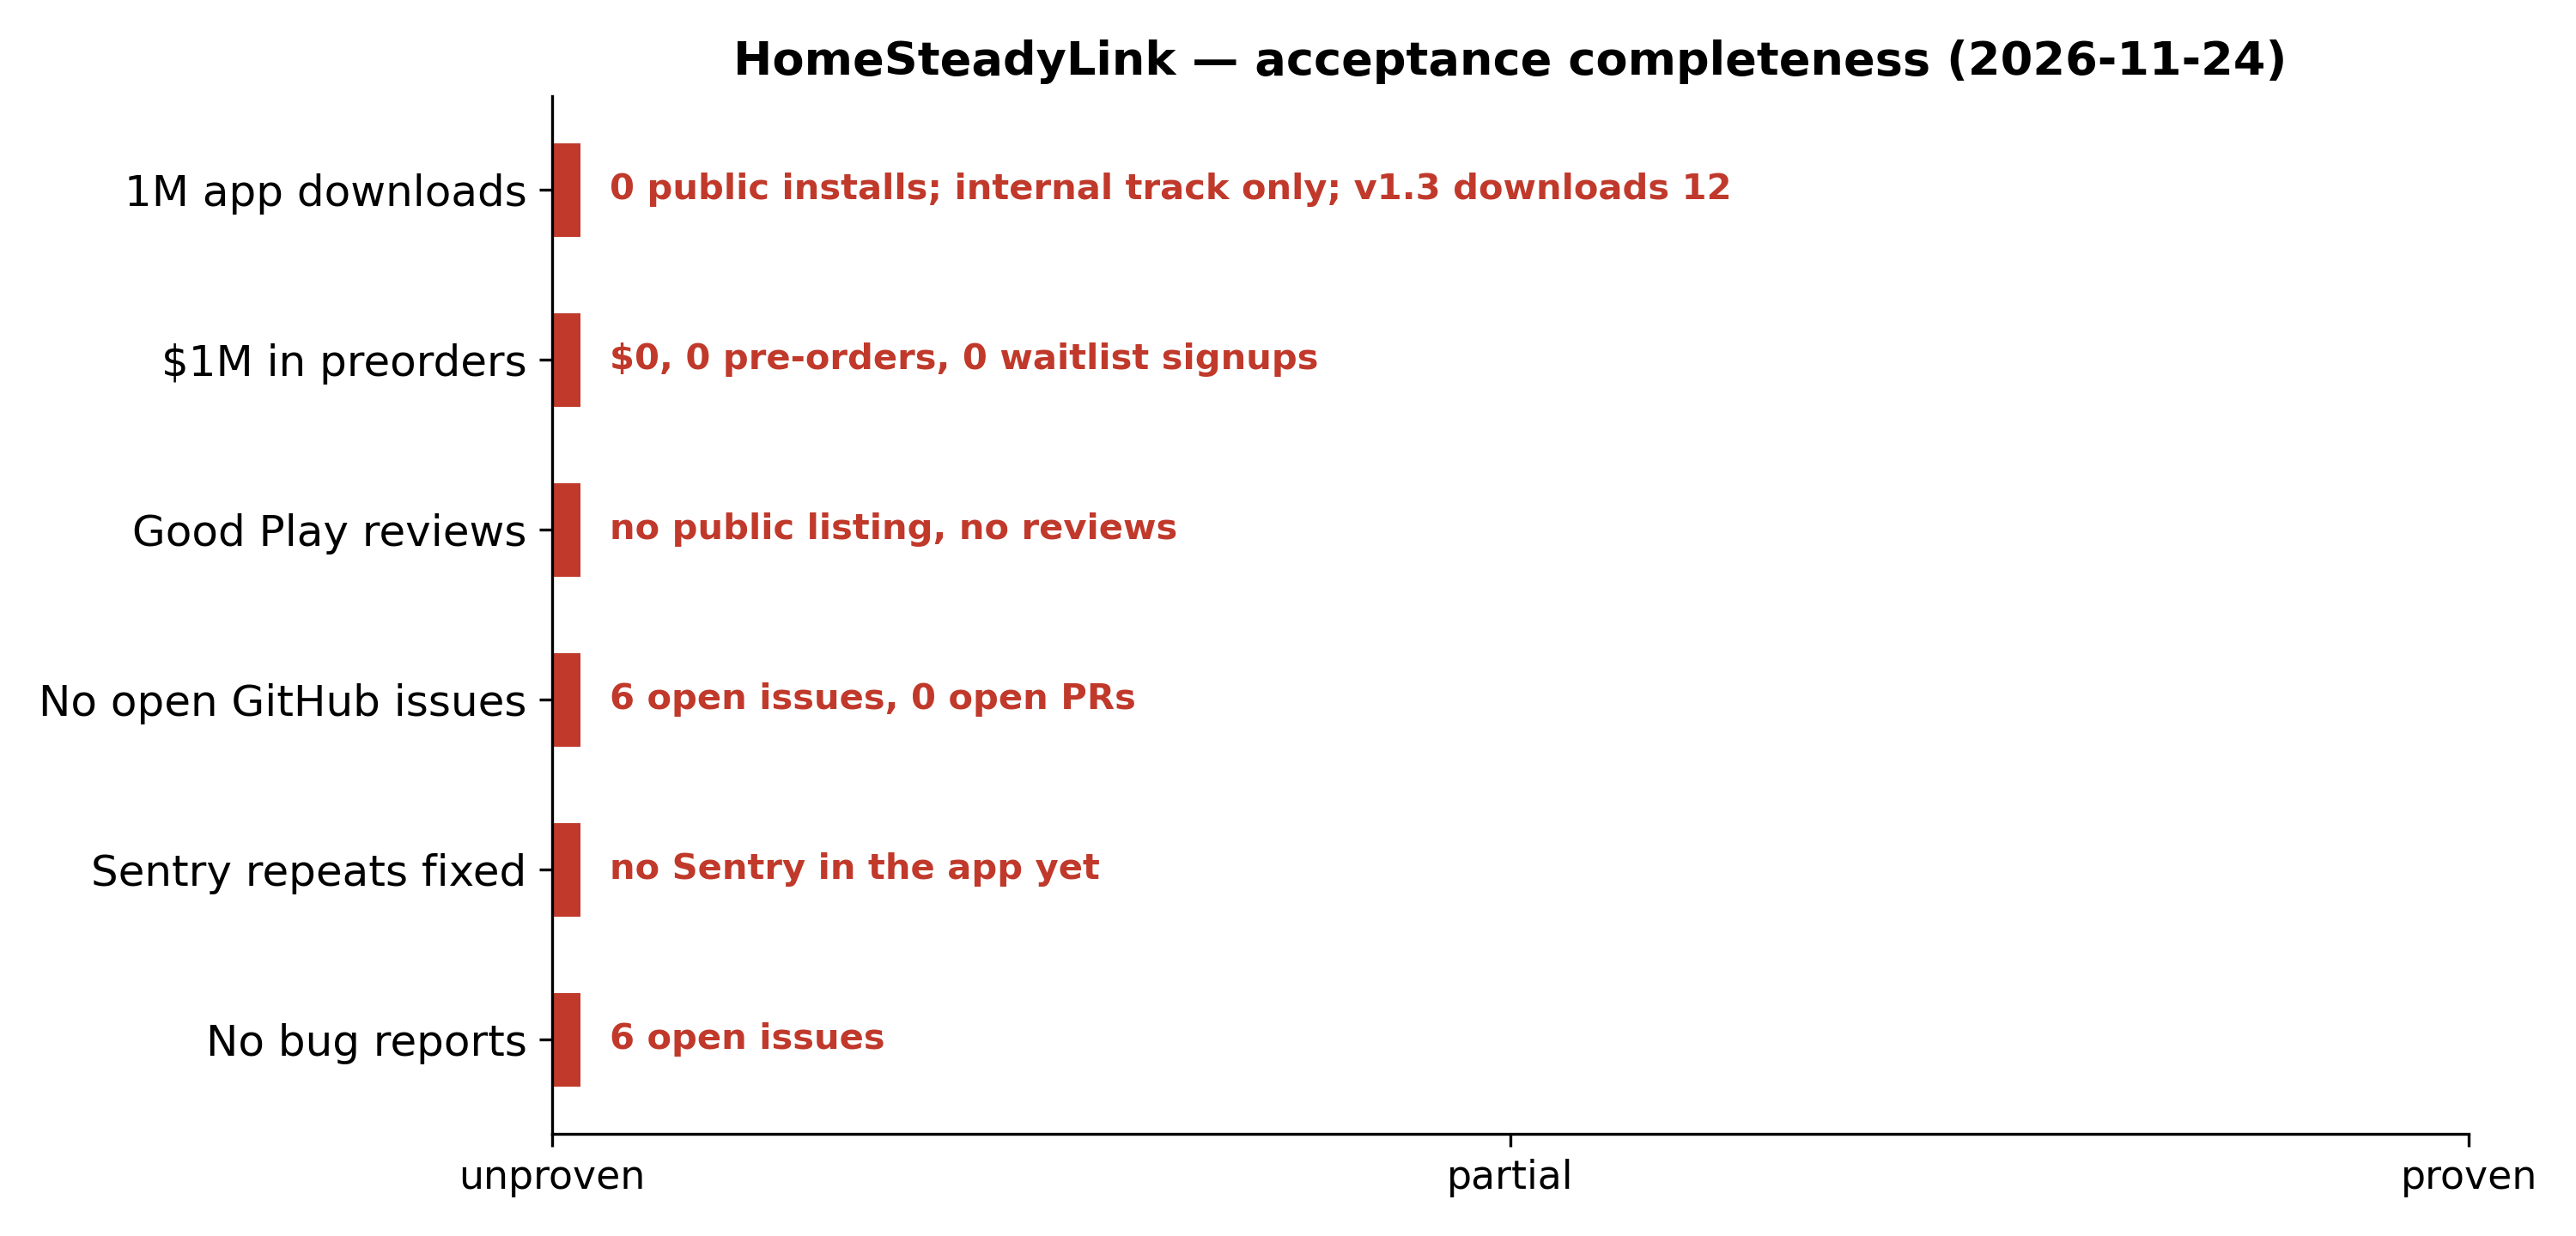 HomeSteadyLink — acceptance completeness (2026-11-24)
1M app downloads
0 public installs; internal track only; v1.3 downloads 12
$1M in preorders
$0, 0 pre-orders, 0 waitlist signups
Good Play reviews
no public listing, no reviews
No open GitHub issues
6 open issues, 0 open PRs
Sentry repeats fixed
no Sentry in the app yet
No bug reports
6 open issues
unproven
partial
proven